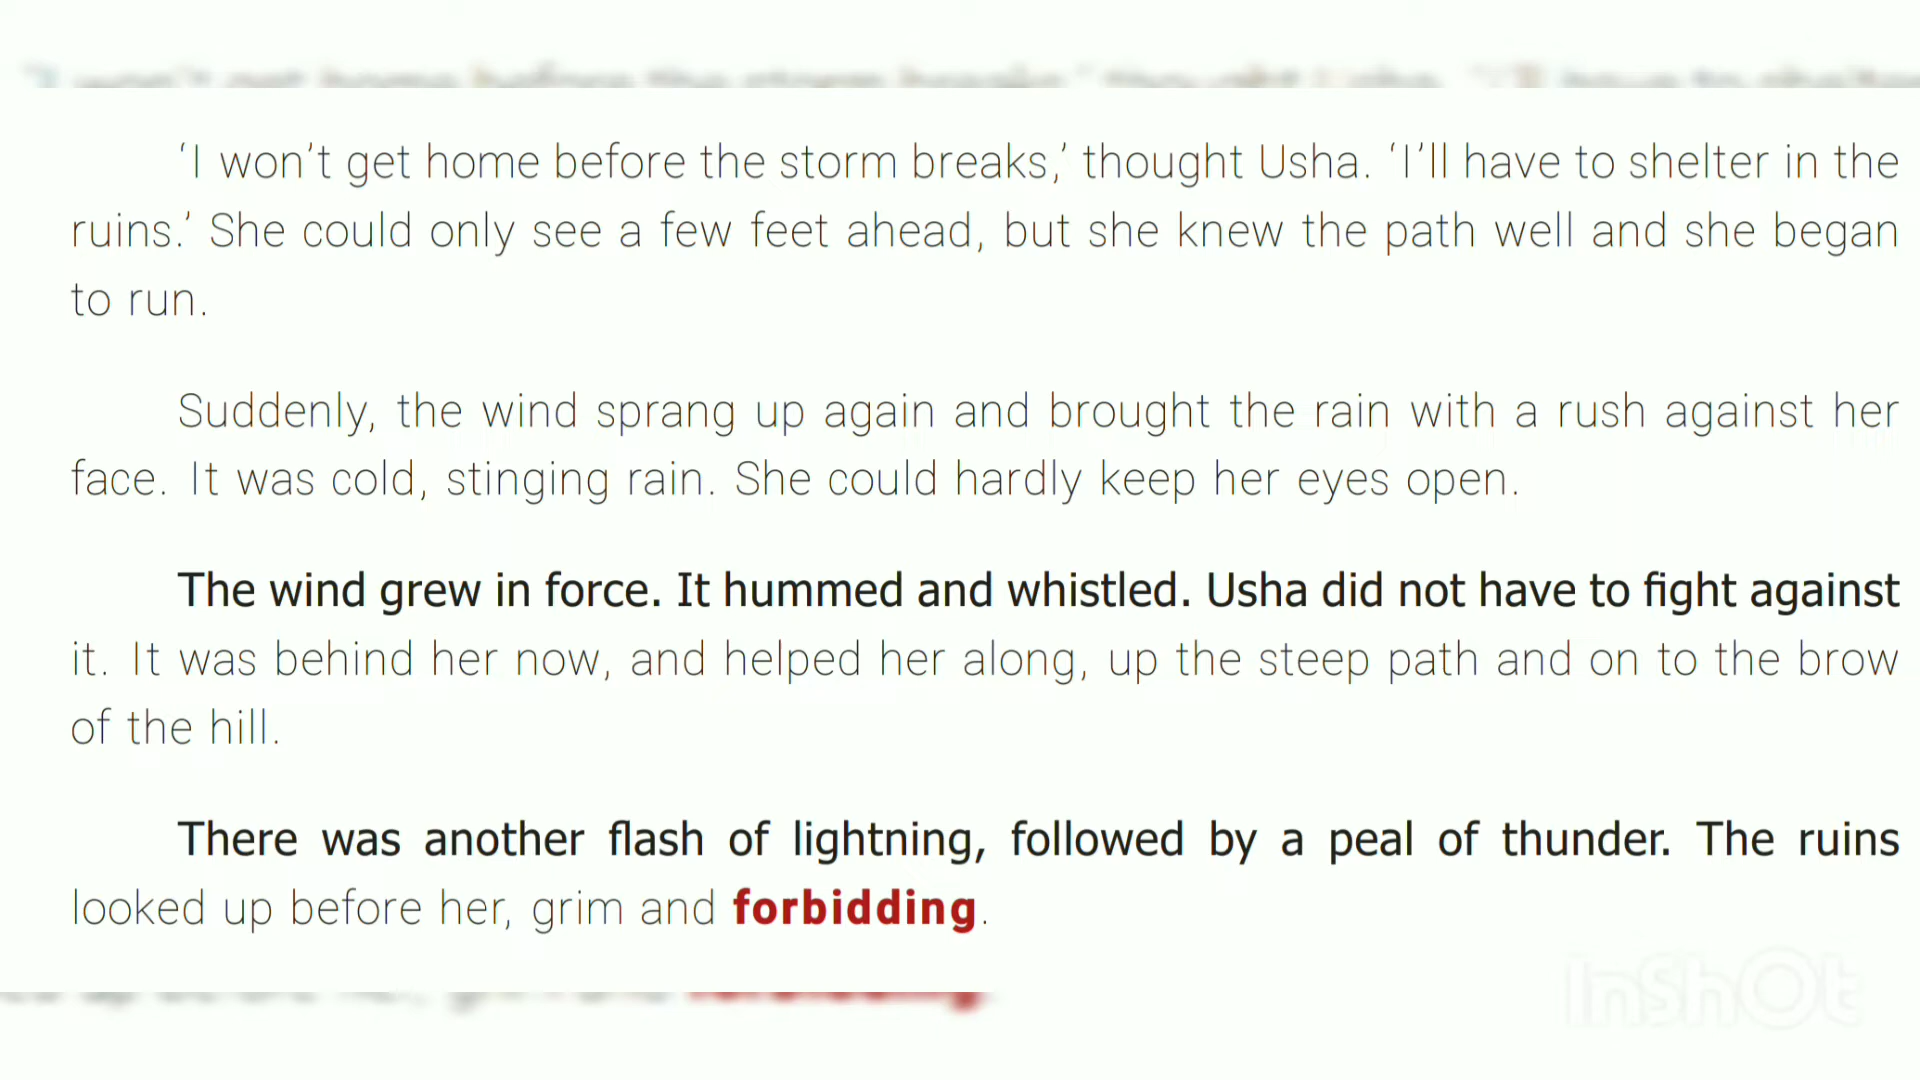 ‘I won’t get home before the storm breaks,’ thought Usha. ‘I’ll have to shelter in the
ruins.’ She could only see a few feet ahead, but she knew the path well and she began
to run.
Suddenly, the wind sprang up again and brought the rain with a rush against her
face. It was cold, stinging rain. She could hardly keep her eyes open.
The wind grew in force. It hummed and whistled. Usha did not have to fight against
it. It was behind her now, and helped her along, up the steep path and on to the brow
of the hill.
There was another flash of lightning, followed by a peal of thunder. The ruins
looked up before her, grim and forbidding.
InShOt